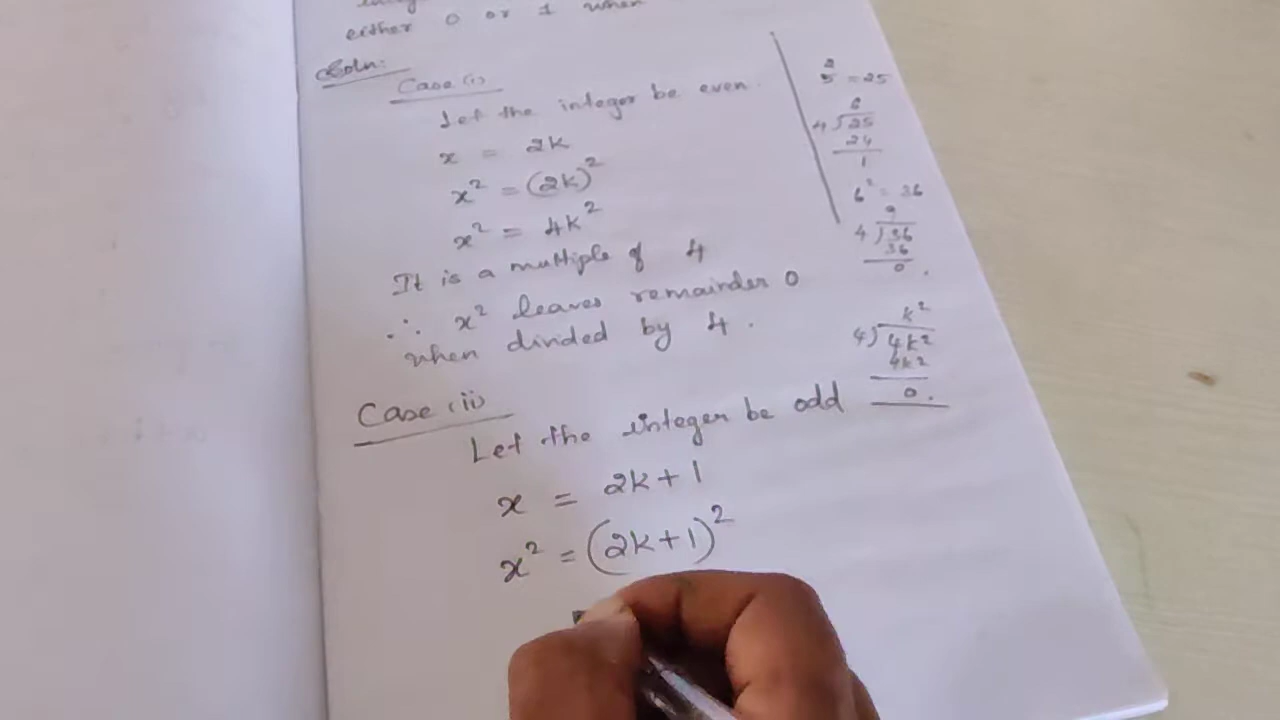 either 0 or 1 when
Soln:
Case (i)
Let the integer be even.
x = 2k
x² = (2k)²
x² = 4k²
It is a multiple of 4
∴ x² leaves remainder 0
when divided by 4.
Case (ii)
Let the integer be odd
x = 2k+1
x² = (2k+1)²
5² = 25
6
4)25
24
1
6² = 36
9
4)36
36
0.
k²
4)4k²
4k²
0.